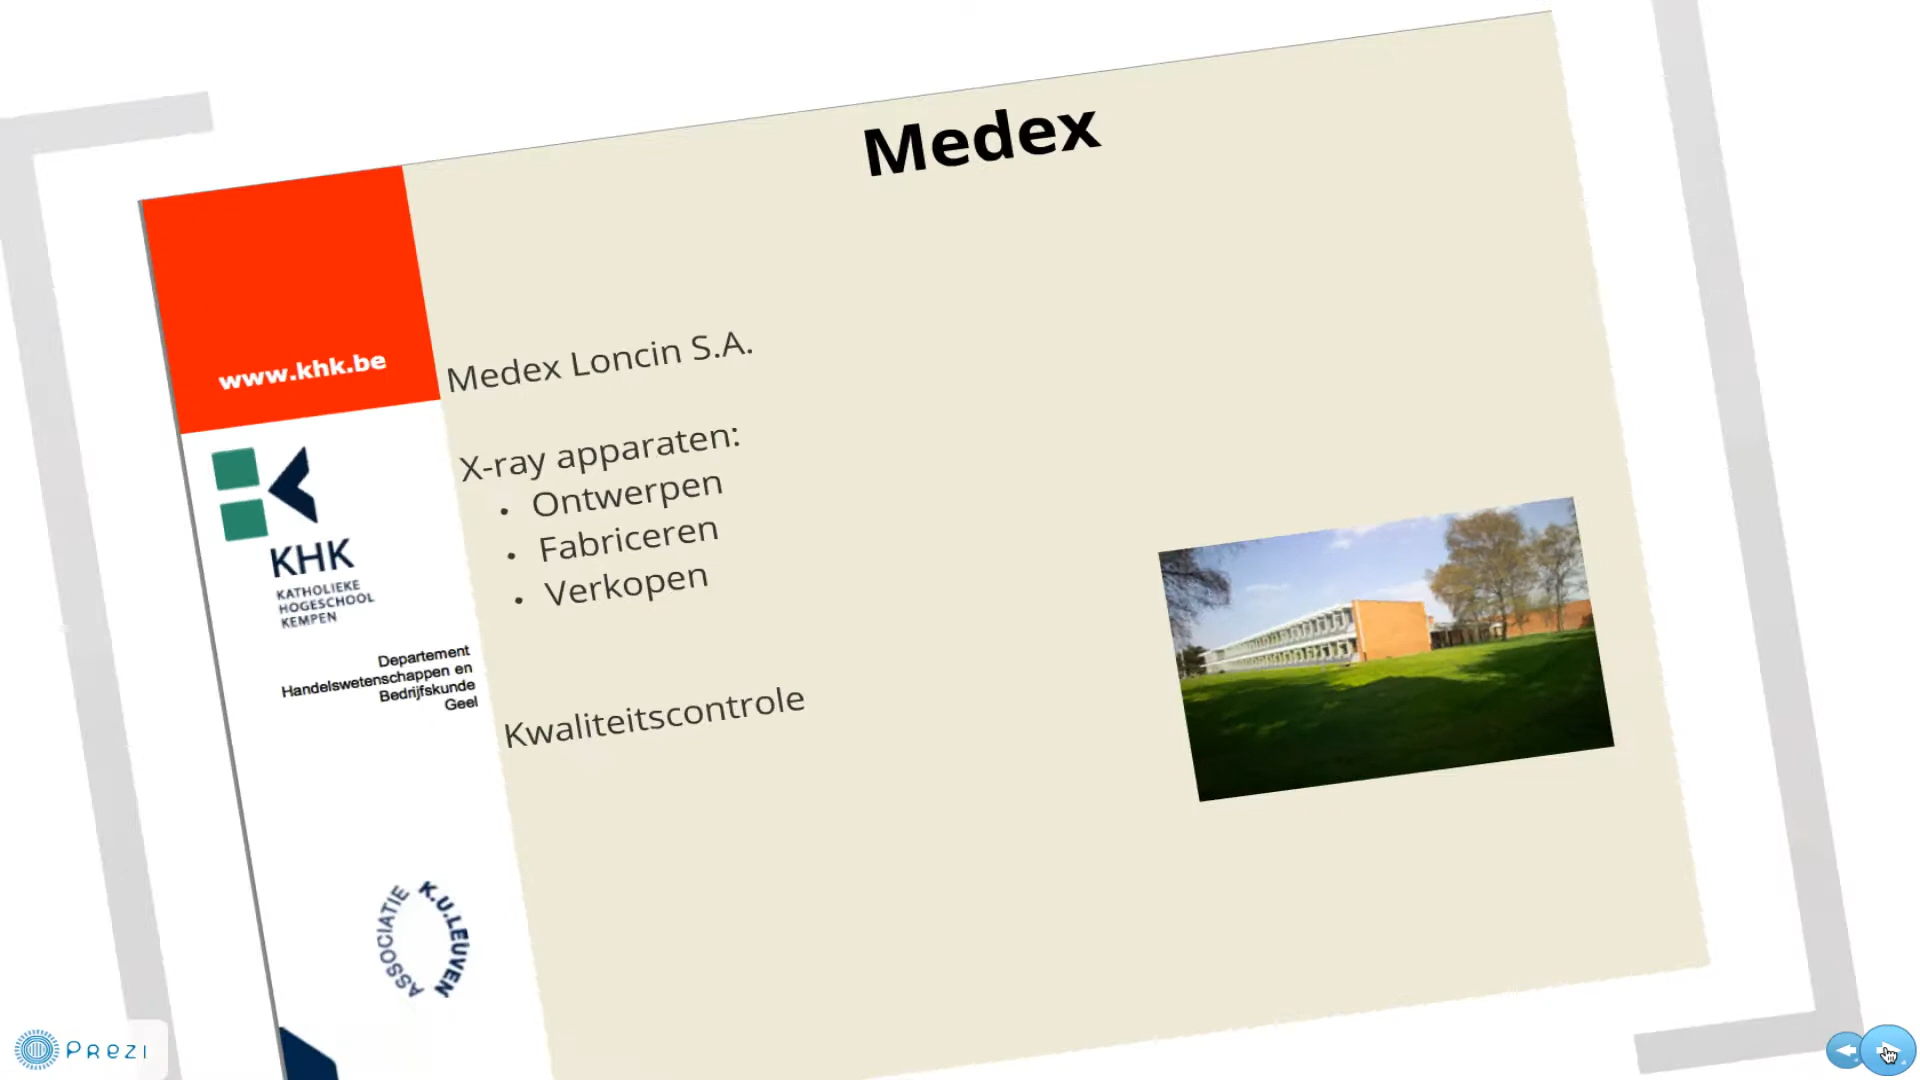 Medex
www.khk.be
Medex Loncin S.A.
X-ray apparaten:
• Ontwerpen
• Fabriceren
• Verkopen
Kwaliteitscontrole
KHK
KATHOLIEKE
HOGESCHOOL
KEMPEN
Departement
Handelswetenschappen en
Bedrijfskunde
Geel
ASSOCIATIE
K.U.LEUVEN
Prezi